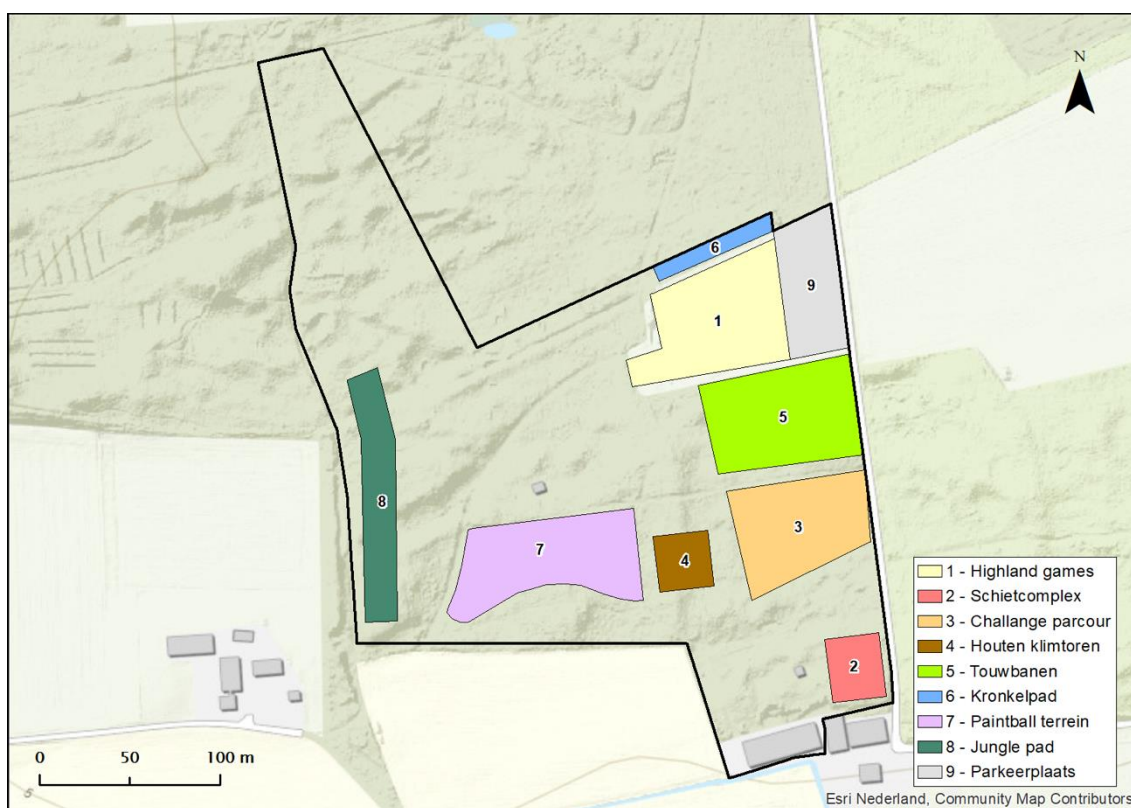 N
6
9
1
5
8
3
7
4
2
1 - Highland games
2 - Schietcomplex
3 - Challange parcour
4 - Houten klimtoren
5 - Touwbanen
6 - Kronkelpad
7 - Paintball terrein
8 - Jungle pad
9 - Parkeerplaats
0 50 100 m
Esri Nederland, Community Map Contributors